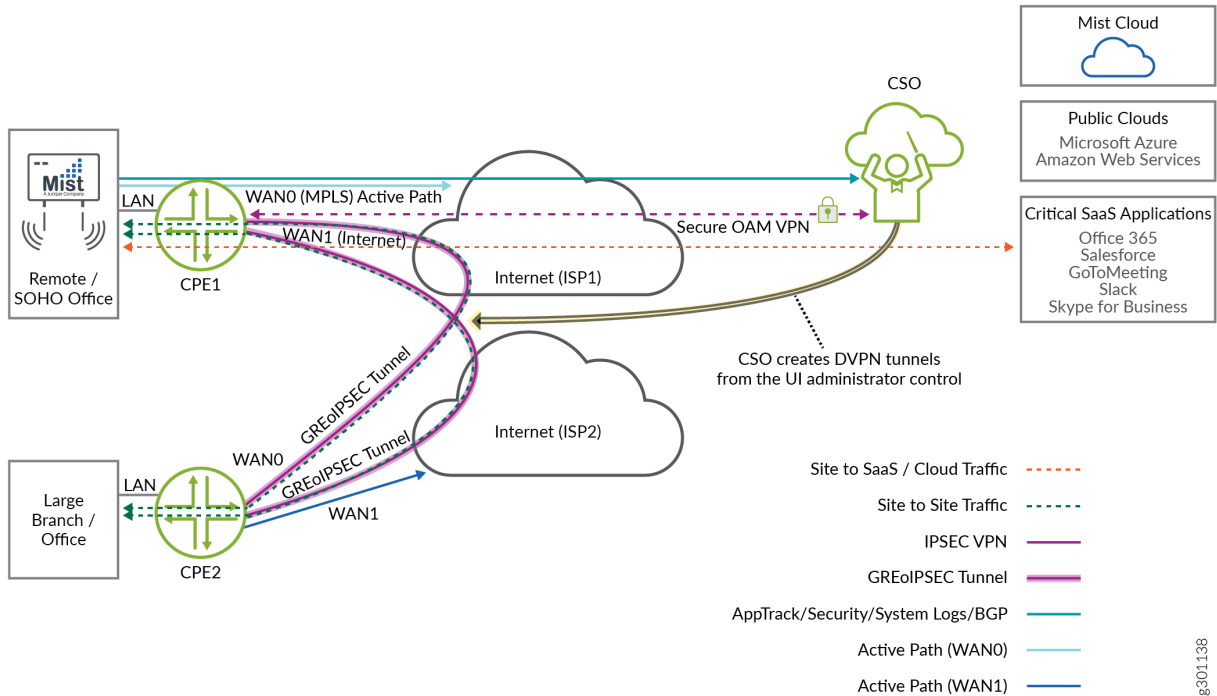 Mist Cloud
CSO
Public Clouds
Microsoft Azure
Amazon Web Services
Mist
A Juniper Company
LAN
WAN0 (MPLS) Active Path
Secure OAM VPN
WAN1 (Internet)
Critical SaaS Applications
Office 365
Salesforce
GoToMeeting
Slack
Skype for Business
Remote /
SOHO Office
CPE1
Internet (ISP1)
CSO creates DVPN tunnels
from the UI administrator control
GREoIPSEC Tunnel
Internet (ISP2)
WAN0
GREoIPSEC Tunnel
LAN
WAN1
Large
Branch /
Office
CPE2
Site to SaaS / Cloud Traffic
Site to Site Traffic
IPSEC VPN
GREoIPSEC Tunnel
AppTrack/Security/System Logs/BGP
Active Path (WAN0)
Active Path (WAN1)
g301138